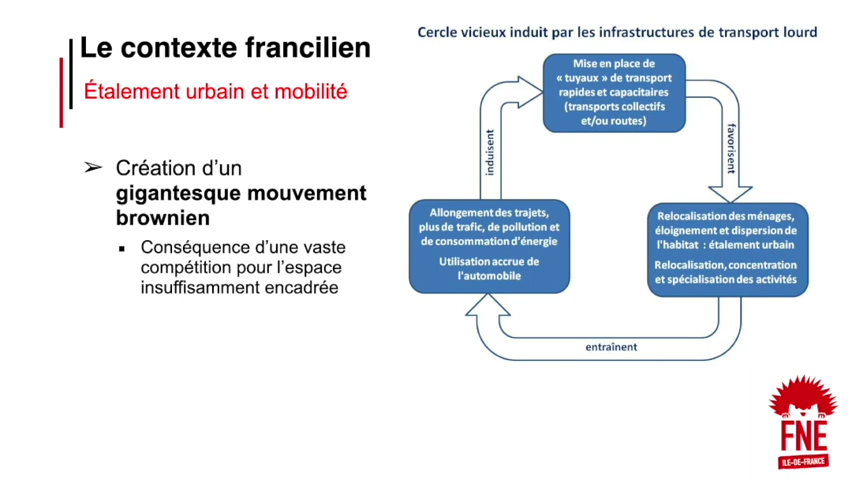 Le contexte francilien
Étalement urbain et mobilité
➢ Création d’un
gigantesque mouvement
brownien
▪ Conséquence d’une vaste
compétition pour l’espace
insuffisamment encadrée
Cercle vicieux induit par les infrastructures de transport lourd
Mise en place de
« tuyaux » de transport
rapides et capacitaires
(transports collectifs
et/ou routes)
favorisent
Relocalisation des ménages,
éloignement et dispersion de
l'habitat : étalement urbain
Relocalisation, concentration
et spécialisation des activités
entraînent
Allongement des trajets,
plus de trafic, de pollution et
de consommation d'énergie
Utilisation accrue de
l'automobile
induisent
FNE
ILE-DE-FRANCE